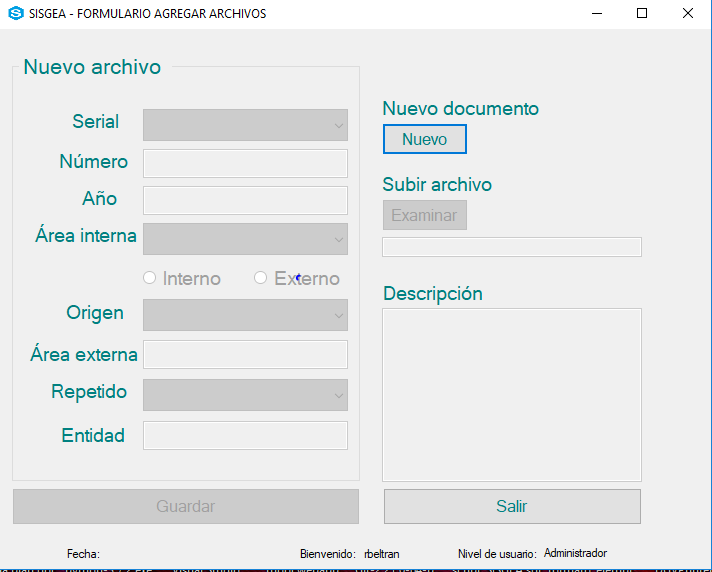 SISGEA - FORMULARIO AGREGAR ARCHIVOS
Nuevo archivo
Serial
Número
Año
Área interna
Interno Externo
Origen
Área externa
Repetido
Entidad
Guardar
Nuevo documento
Nuevo
Subir archivo
Examinar
Descripción
Salir
Fecha: Bienvenido: rbeltran Nivel de usuario: Administrador